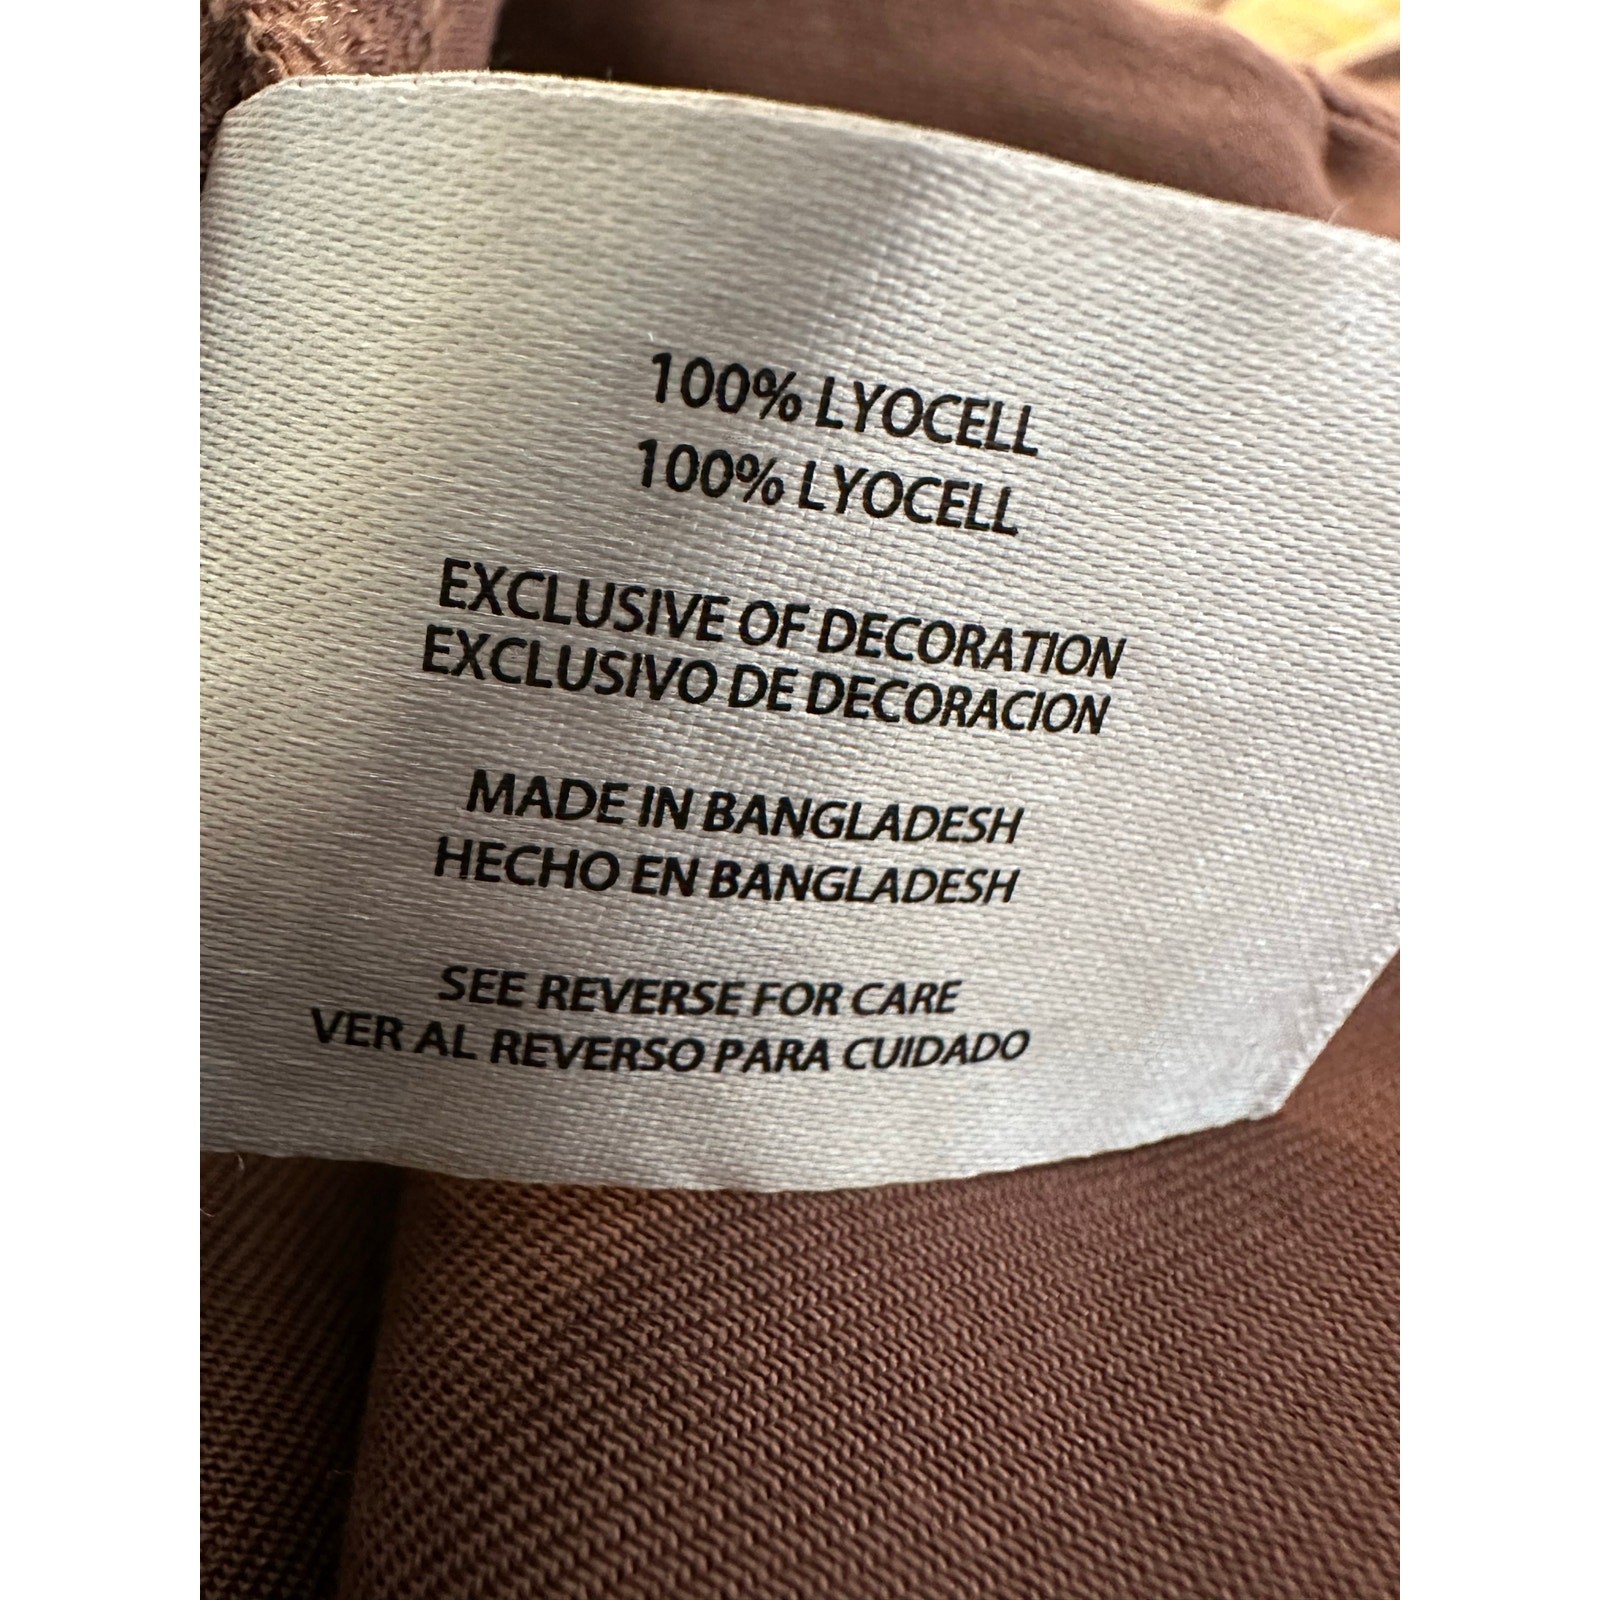 100% LYOCELL
100% LYOCELL
EXCLUSIVE OF DECORATION
EXCLUSIVO DE DECORACION
MADE IN BANGLADESH
HECHO EN BANGLADESH
SEE REVERSE FOR CARE
VER AL REVERSO PARA CUIDADO